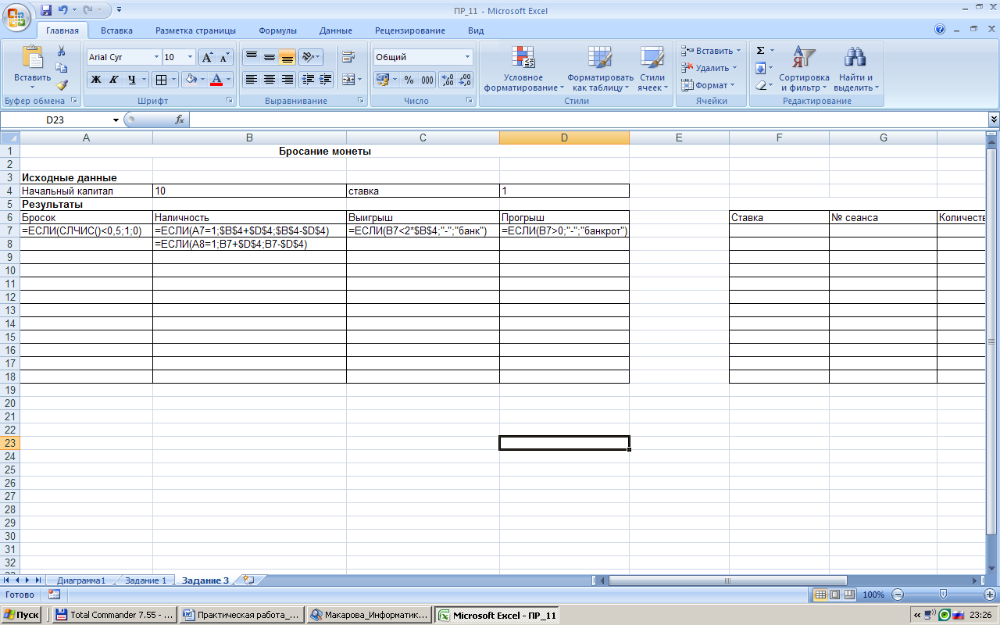 ПР_11 - Microsoft Excel
Главная Вставка Разметка страницы Формулы Данные Рецензирование Вид
Вставить
Буфер обмена
Arial Cyr 10
Ж К Ч
Шрифт
Выравнивание
Общий
% 000
Число
Условное форматирование
Форматировать как таблицу
Стили ячеек
Стили
Вставить
Удалить
Формат
Ячейки
Σ
Сортировка и фильтр
Найти и выделить
Редактирование
D23 fx
A B C D E F G
1 Бросание монеты
2
3 Исходные данные
4 Начальный капитал 10 ставка 1
5 Результаты
6 Бросок Наличность Выигрыш Прогрыш Ставка № сеанса Количеств
7 =ЕСЛИ(СЛЧИС()<0,5;1;0) =ЕСЛИ(A7=1;$B$4+$D$4;$B$4-$D$4) =ЕСЛИ(B7<2*$B$4;"-";"банк") =ЕСЛИ(B7>0;"-";"банкрот")
8 =ЕСЛИ(A8=1;B7+$D$4;B7-$D$4)
9
10
11
12
13
14
15
16
17
18
19
20
21
22
23
24
25
26
27
28
29
30
31
32
Диаграмма1 Задание 1 Задание 3
Готово 100%
Пуск Total Commander 7.55 - ... Практическая работа_... Макарова_Информатик... Microsoft Excel - ПР_11 23:26